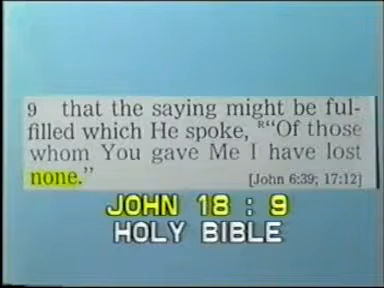 9 that the saying might be ful-
filled which He spoke, ᴿ“Of those
whom You gave Me I have lost
none.” [John 6:39; 17:12]
JOHN 18 : 9
HOLY BIBLE